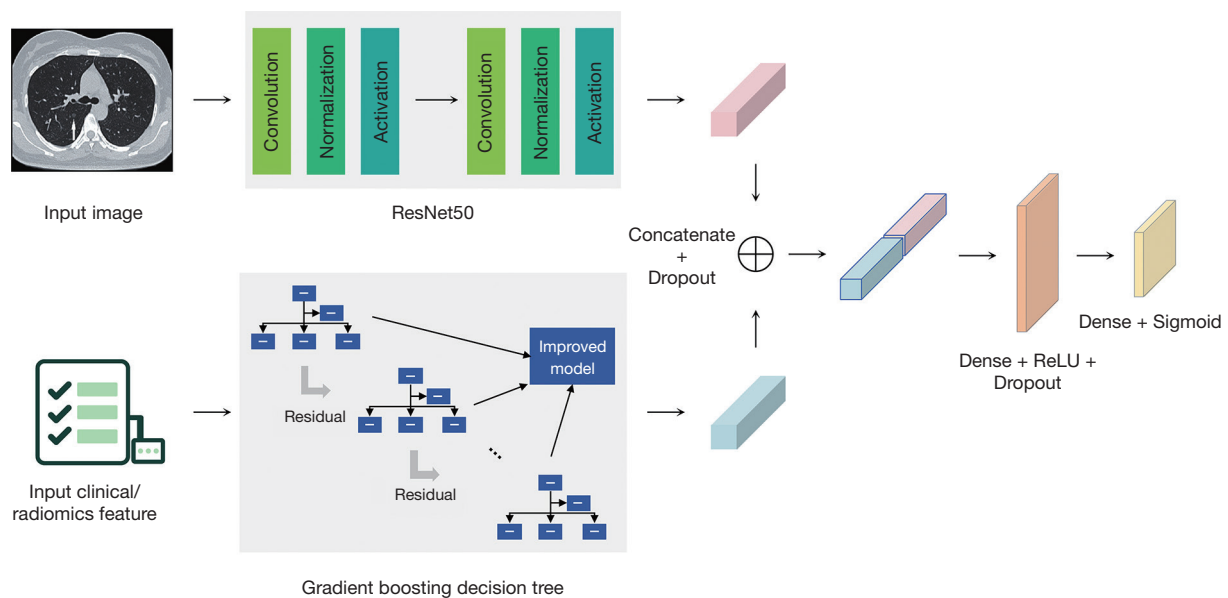 Convolution
Normalization
Activation
Convolution
Normalization
Activation
Input image
ResNet50
Concatenate
+
Dropout
Dense + ReLU +
Dropout
Dense + Sigmoid
Improved
model
Residual
Residual
Input clinical/
radiomics feature
Gradient boosting decision tree